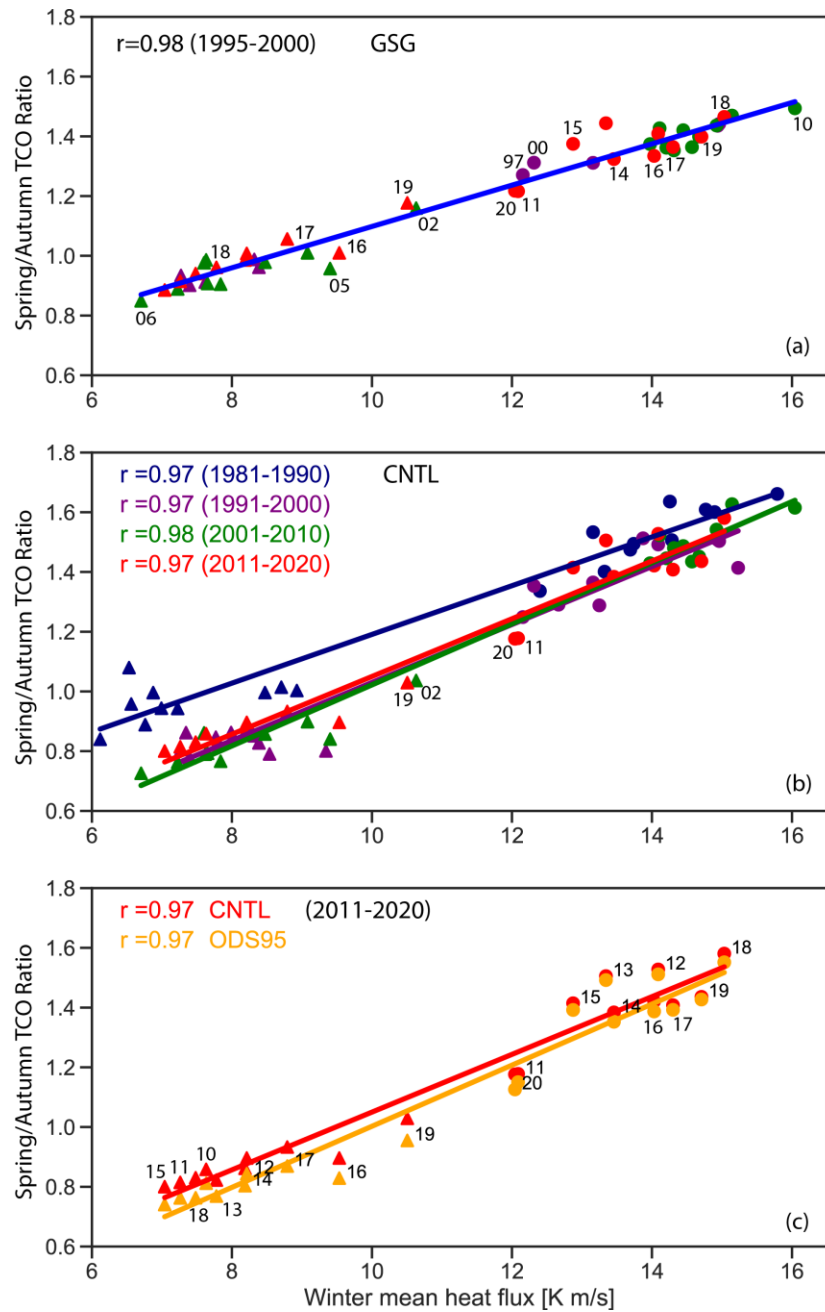 1.8
r=0.98 (1995-2000) GSG
18
1.6
15
10
1.4
00
97
14 16 17 19
19
1.2
20 11
02
17
18
16
1.0
05
06
0.8
(a)
0.6
6 8 10 12 14 16
Spring/Autumn TCO Ratio
1.8
r =0.97 (1981-1990) CNTL
r =0.97 (1991-2000)
1.6
r =0.98 (2001-2010)
r =0.97 (2011-2020)
1.4
1.2
20 11
1.0
19 02
0.8
(b)
0.6
6 8 10 12 14 16
Spring/Autumn TCO Ratio
1.8
r =0.97 CNTL (2011-2020)
r =0.97 ODS95
1.6
18
13 12
15 19
14
1.4
16 17
1.2
11
20
1.0
19
15 11 10 12 17 16
14
0.8
18 13
(c)
0.6
6 8 10 12 14 16
Spring/Autumn TCO Ratio
Winter mean heat flux [K m/s]